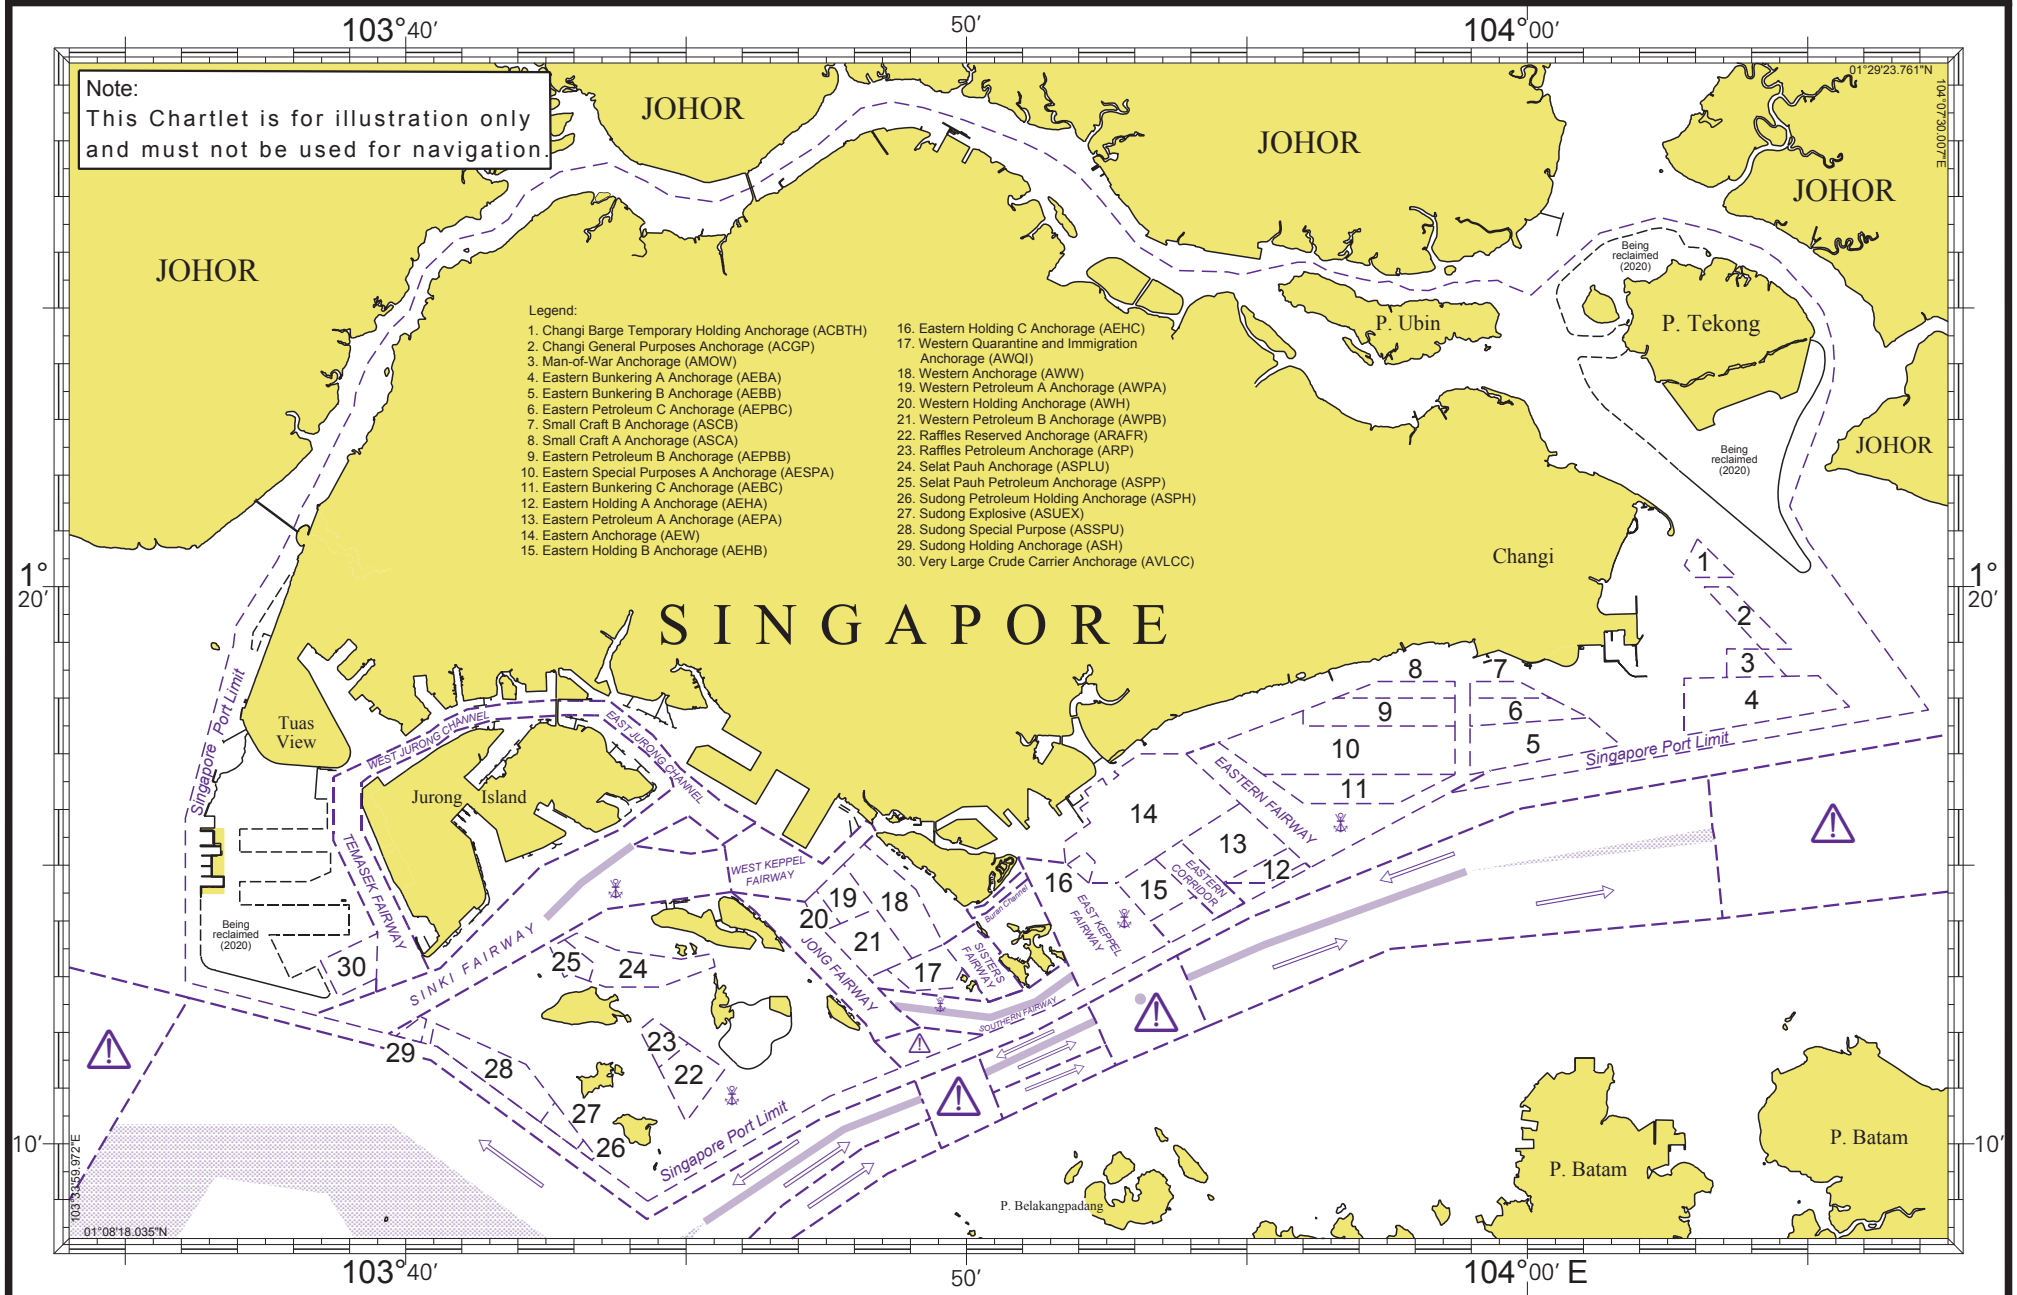 103°40′
50′
104°00′
Note:
This Chartlet is for illustration only
and must not be used for navigation.
01°29'23.761"N
104°07'30.007"E
JOHOR
JOHOR
JOHOR
JOHOR
JOHOR
Being
reclaimed
(2020)
P. Ubin
P. Tekong
Being
reclaimed
(2020)
Legend:
1. Changi Barge Temporary Holding Anchorage (ACBTH)
2. Changi General Purposes Anchorage (ACGP)
3. Man-of-War Anchorage (AMOW)
4. Eastern Bunkering A Anchorage (AEBA)
5. Eastern Bunkering B Anchorage (AEBB)
6. Eastern Petroleum C Anchorage (AEPBC)
7. Small Craft B Anchorage (ASCB)
8. Small Craft A Anchorage (ASCA)
9. Eastern Petroleum B Anchorage (AEPBB)
10. Eastern Special Purposes A Anchorage (AESPA)
11. Eastern Bunkering C Anchorage (AEBC)
12. Eastern Holding A Anchorage (AEHA)
13. Eastern Petroleum A Anchorage (AEPA)
14. Eastern Anchorage (AEW)
15. Eastern Holding B Anchorage (AEHB)
16. Eastern Holding C Anchorage (AEHC)
17. Western Quarantine and Immigration
Anchorage (AWQI)
18. Western Anchorage (AWW)
19. Western Petroleum A Anchorage (AWPA)
20. Western Holding Anchorage (AWH)
21. Western Petroleum B Anchorage (AWPB)
22. Raffles Reserved Anchorage (ARAFR)
23. Raffles Petroleum Anchorage (ARP)
24. Selat Pauh Anchorage (ASPLU)
25. Selat Pauh Petroleum Anchorage (ASPP)
26. Sudong Petroleum Holding Anchorage (ASPH)
27. Sudong Explosive (ASUEX)
28. Sudong Special Purpose (ASSPU)
29. Sudong Holding Anchorage (ASH)
30. Very Large Crude Carrier Anchorage (AVLCC)
Changi
1°
20′
1°
20′
SINGAPORE
1
2
3
4
8
7
9
6
10
5
11
Singapore Port Limit
Singapore Port Limit
Tuas
View
WEST JURONG CHANNEL
EAST JURONG CHANNEL
Jurong Island
TEMASEK FAIRWAY
EASTERN FAIRWAY
14
13
12
EASTERN
CORRIDOR
15
16
WEST KEPPEL
FAIRWAY
19
18
20
21
17
Buran Channel
EAST KEPPEL
FAIRWAY
SISTERS
FAIRWAY
JONG FAIRWAY
SOUTHERN FAIRWAY
Being
reclaimed
(2020)
30
SINKI FAIRWAY
25
24
23
22
29
28
27
26
Singapore Port Limit
P. Batam
P. Batam
P. Belakangpadang
10′
10′
103°33'59.972"E
01°08'18.035"N
103°40′
50′
104°00′ E